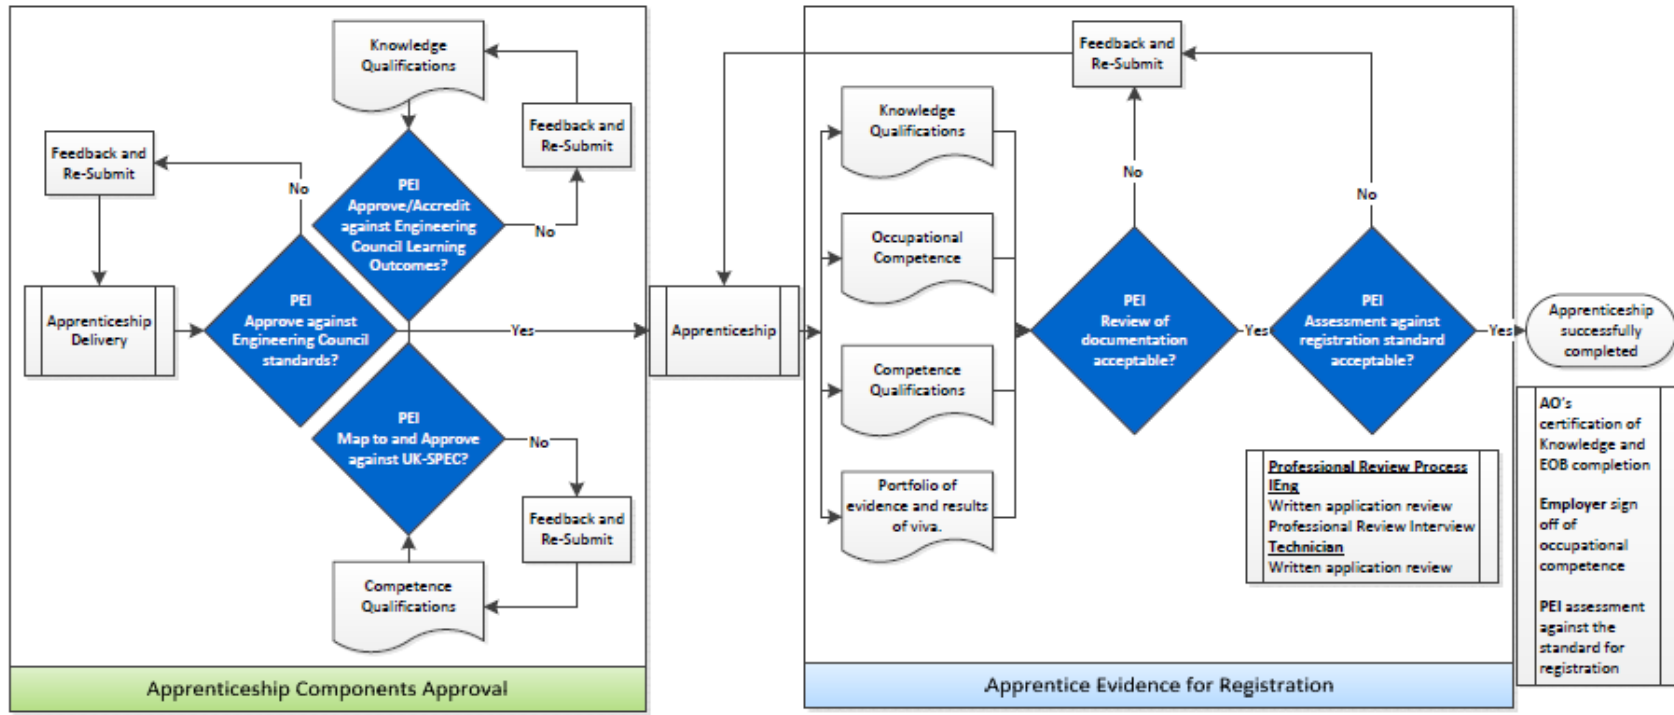 Knowledge
Qualifications
Feedback and
Re-Submit
Feedback and
Re-Submit
No
PEI
Approve/Accredit
against Engineering
Council Learning
Outcomes?
No
Apprenticeship
Delivery
PEI
Approve against
Engineering Council
standards?
Yes
PEI
Map to and Approve
against UK-SPEC?
No
Feedback and
Re-Submit
Competence
Qualifications
Apprenticeship Components Approval
Apprenticeship
Feedback and
Re-Submit
Knowledge
Qualifications
Occupational
Competence
Competence
Qualifications
Portfolio of
evidence and results
of viva.
No
No
PEI
Review of
documentation
acceptable?
Yes
PEI
Assessment against
registration standard
acceptable?
Yes
Apprenticeship
successfully
completed
Professional Review Process
IEng
Written application review
Professional Review Interview
Technician
Written application review
AO's
certification of
Knowledge and
EOB completion
Employer sign
off of
occupational
competence
PEI assessment
against the
standard for
registration
Apprentice Evidence for Registration